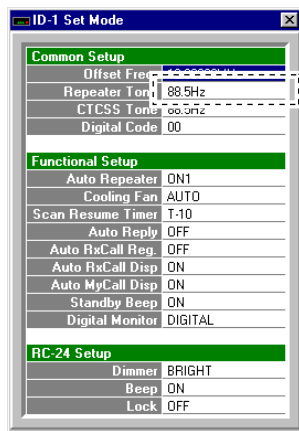 ID-1 Set Mode
Common Setup
Offset Freq
Repeater Tone 88.5Hz
CTCSS Tone 88.5Hz
Digital Code 00
Functional Setup
Auto Repeater ON1
Cooling Fan AUTO
Scan Resume Timer T-10
Auto Reply OFF
Auto RxCall Reg. OFF
Auto RxCall Disp ON
Auto MyCall Disp ON
Standby Beep ON
Digital Monitor DIGITAL
RC-24 Setup
Dimmer BRIGHT
Beep ON
Lock OFF